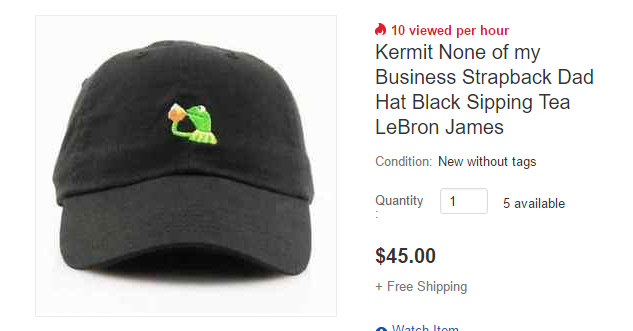 10 viewed per hour
Kermit None of my
Business Strapback Dad
Hat Black Sipping Tea
LeBron James
Condition: New without tags
Quantity 1 5 available
:
$45.00
+ Free Shipping
Watch Item